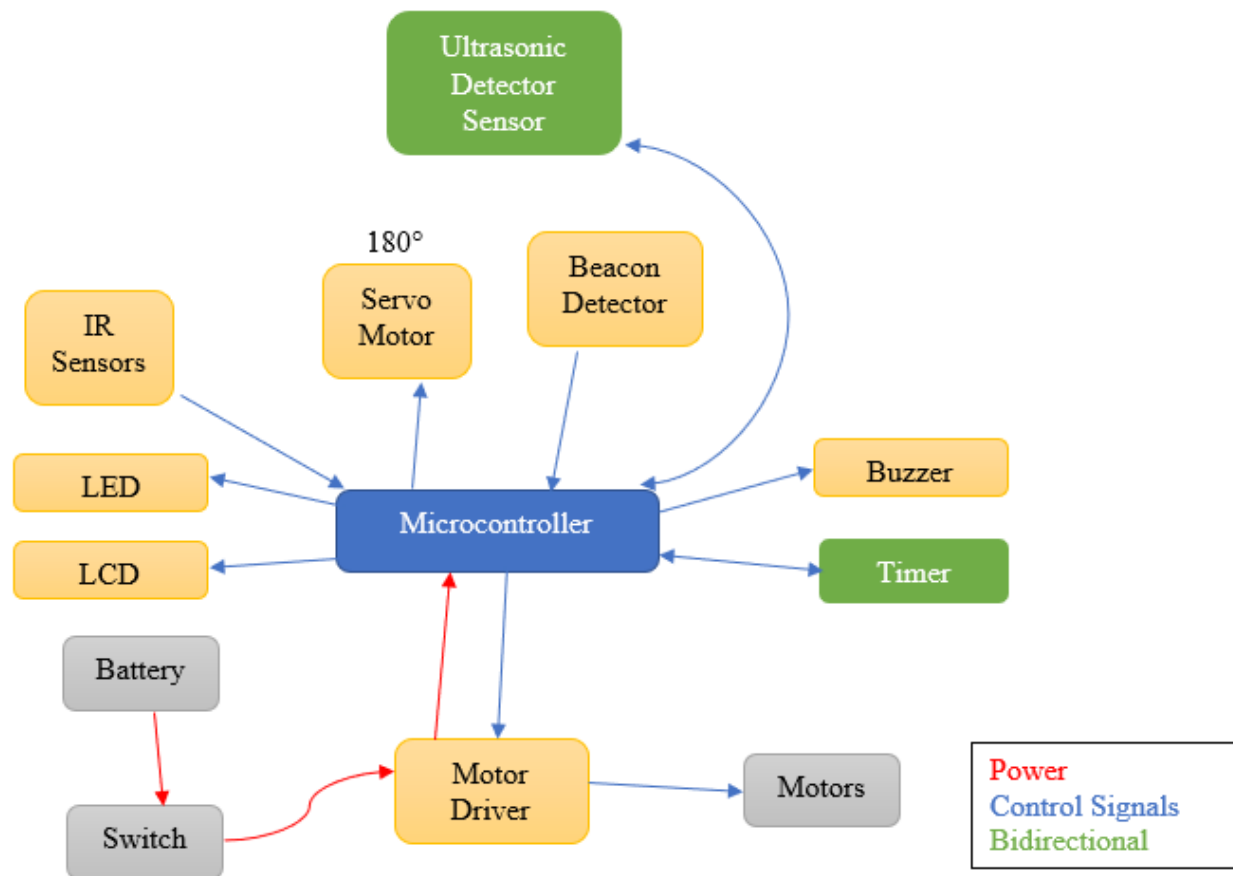 Ultrasonic
Detector
Sensor
180°
Servo
Motor
Beacon
Detector
IR
Sensors
LED
Microcontroller
Buzzer
LCD
Timer
Battery
Motor
Driver
Motors
Switch
Power
Control Signals
Bidirectional